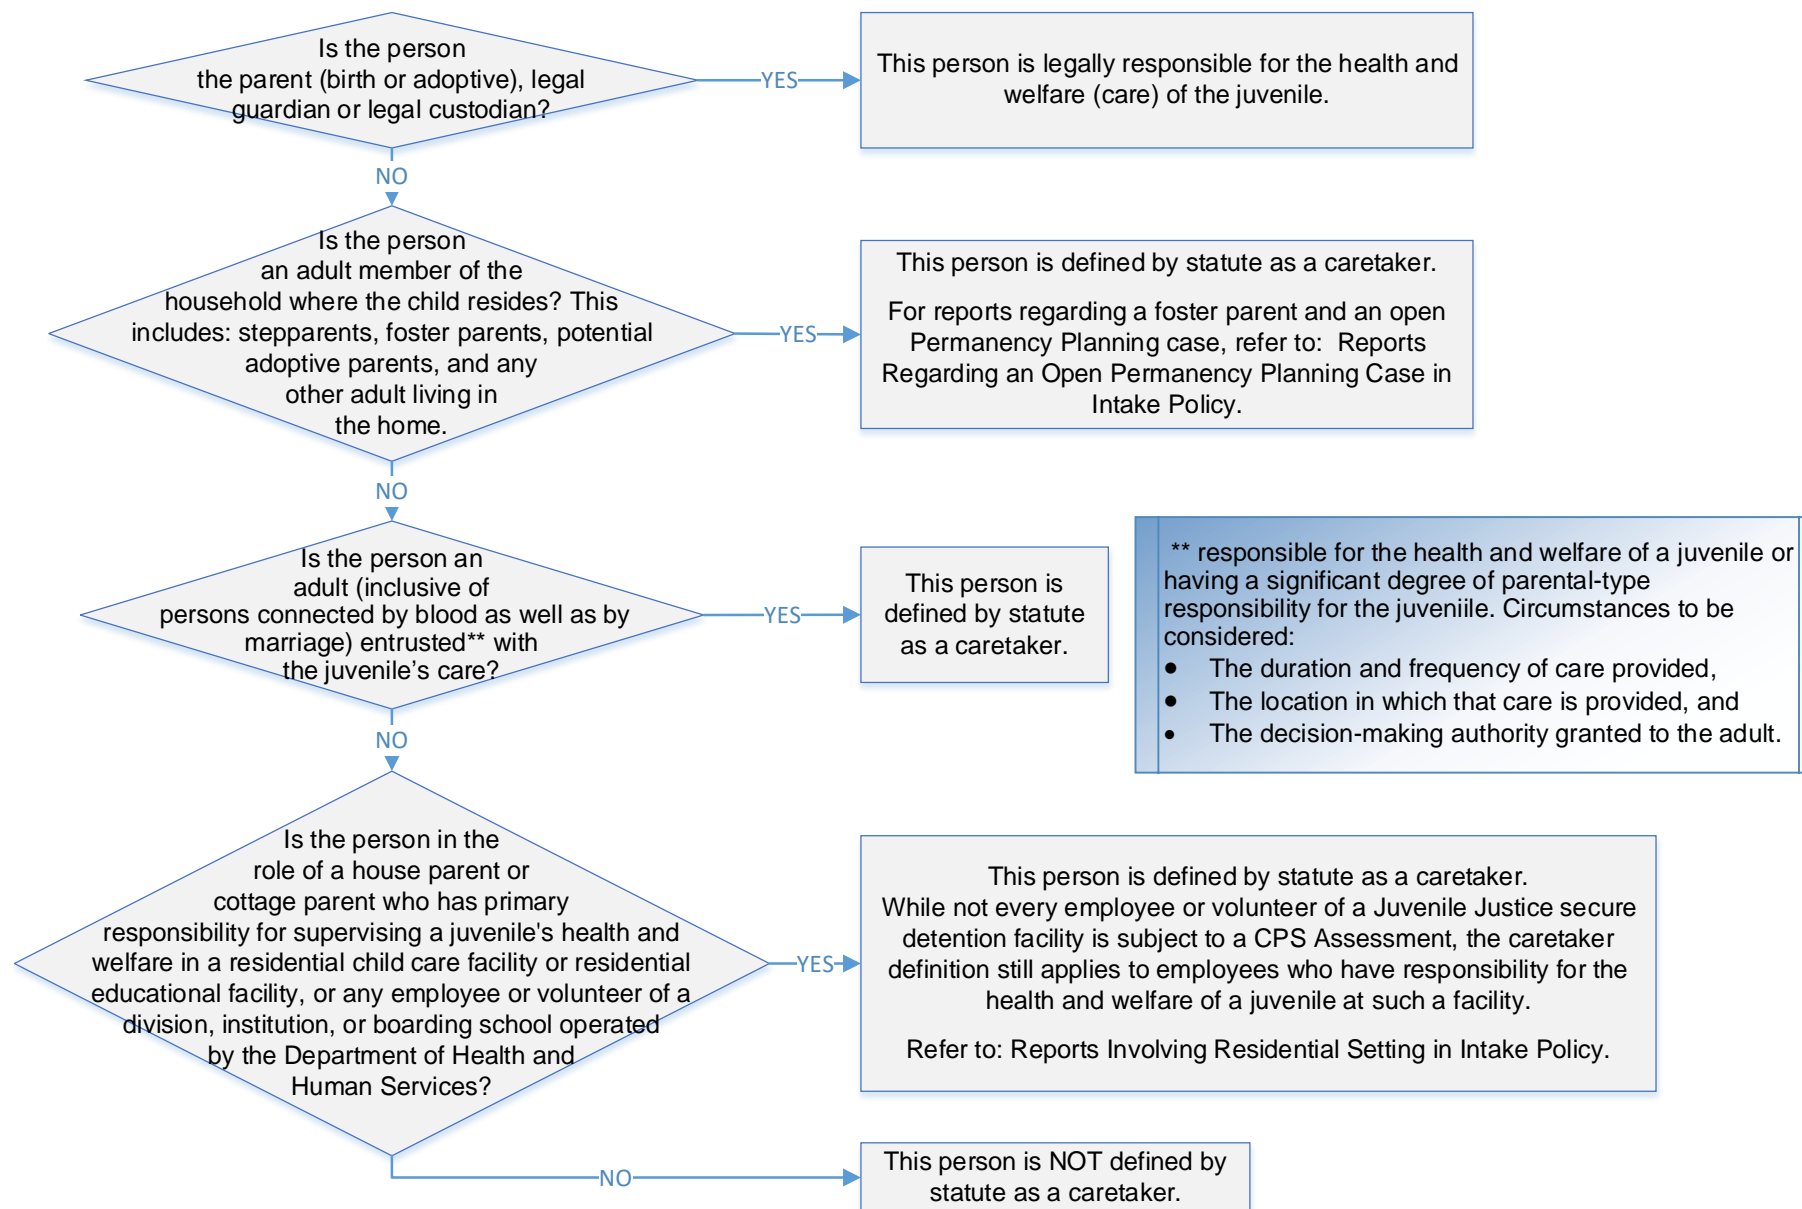 Is the person
the parent (birth or adoptive), legal
guardian or legal custodian?
YES
This person is legally responsible for the health and
welfare (care) of the juvenile.
NO
Is the person
an adult member of the
household where the child resides? This
includes: stepparents, foster parents, potential
adoptive parents, and any
other adult living in
the home.
YES
This person is defined by statute as a caretaker.
For reports regarding a foster parent and an open
Permanency Planning case, refer to: Reports
Regarding an Open Permanency Planning Case in
Intake Policy.
NO
Is the person an
adult (inclusive of
persons connected by blood as well as by
marriage) entrusted** with
the juvenile’s care?
YES
This person is
defined by statute
as a caretaker.
** responsible for the health and welfare of a juvenile or
having a significant degree of parental-type
responsibility for the juveniile. Circumstances to be
considered:
• The duration and frequency of care provided,
• The location in which that care is provided, and
• The decision-making authority granted to the adult.
NO
Is the person in the
role of a house parent or
cottage parent who has primary
responsibility for supervising a juvenile's health and
welfare in a residential child care facility or residential
educational facility, or any employee or volunteer of a
division, institution, or boarding school operated
by the Department of Health and
Human Services?
YES
This person is defined by statute as a caretaker.
While not every employee or volunteer of a Juvenile Justice secure
detention facility is subject to a CPS Assessment, the caretaker
definition still applies to employees who have responsibility for the
health and welfare of a juvenile at such a facility.
Refer to: Reports Involving Residential Setting in Intake Policy.
NO
This person is NOT defined by
statute as a caretaker.